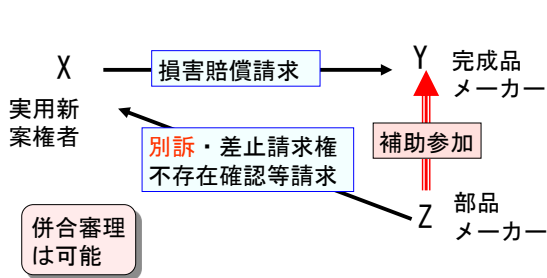 X
損害賠償請求
Y
完成品
メーカー
実用新
案権者
別訴・差止請求権
不存在確認等請求
補助参加
Z
部品
メーカー
併合審理
は可能